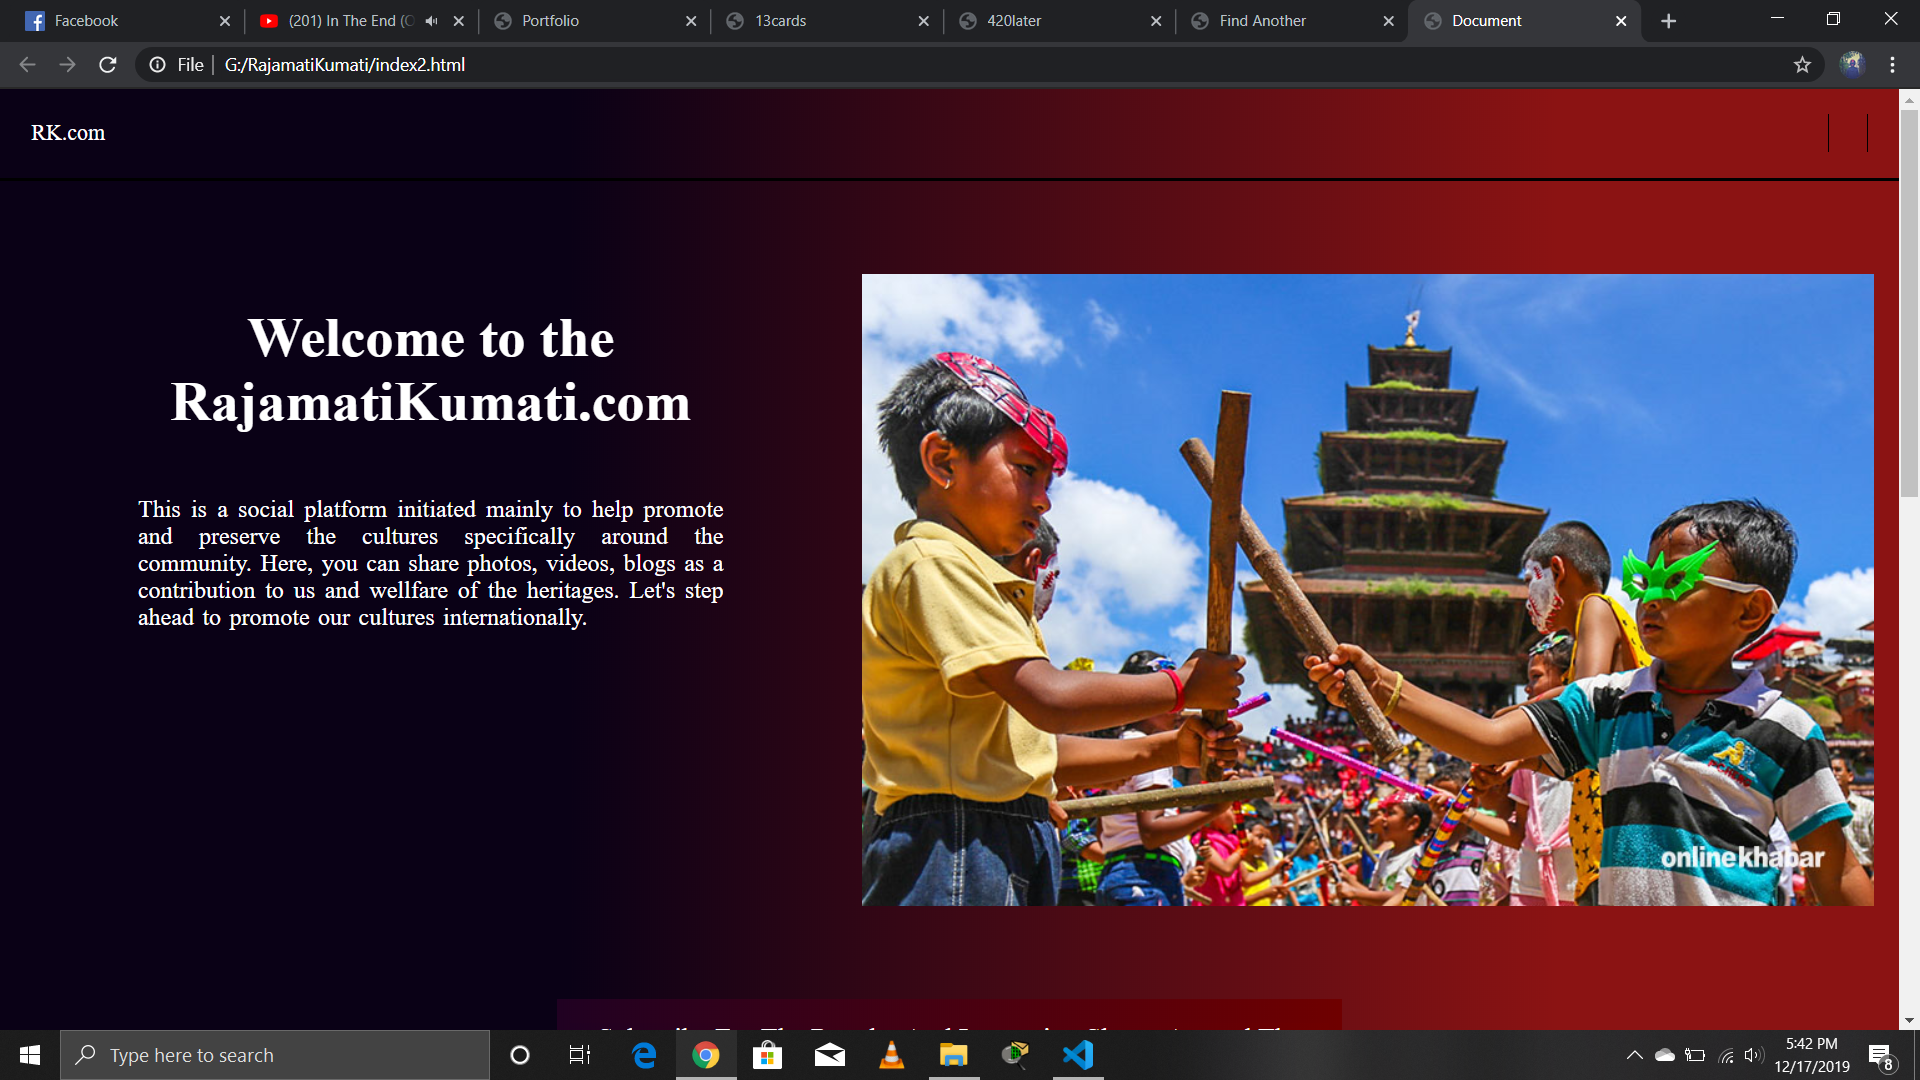 Facebook
(201) In The End (O
Portfolio
13cards
420later
Find Another
Document
File
G:/RajamatiKumati/index2.html
RK.com
Welcome to the
RajamatiKumati.com
This is a social platform initiated mainly to help promote
and preserve the cultures specifically around the
community. Here, you can share photos, videos, blogs as a
contribution to us and wellfare of the heritages. Let's step
ahead to promote our cultures internationally.
onlinekhabar
Type here to search
5:42 PM
12/17/2019
8